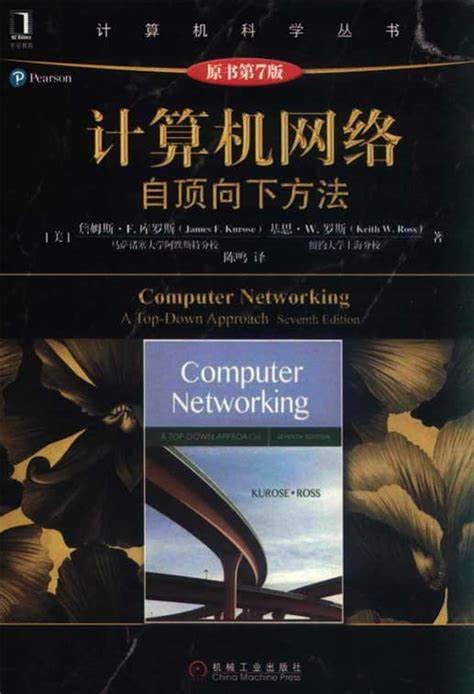 计算机科学丛书
Pearson
原书第7版
计算机网络
自顶向下方法
[美] 詹姆斯·F. 库罗斯 (James F. Kurose) 基思·W. 罗斯 (Keith W. Ross) 著
马萨诸塞大学阿默斯特分校 纽约大学上海分校
陈鸣 译
Computer Networking
A Top-Down Approach Seventh Edition
Computer
Networking
A TOP-DOWN APPROACH SEVENTH EDITION
KUROSE • ROSS
机械工业出版社
China Machine Press